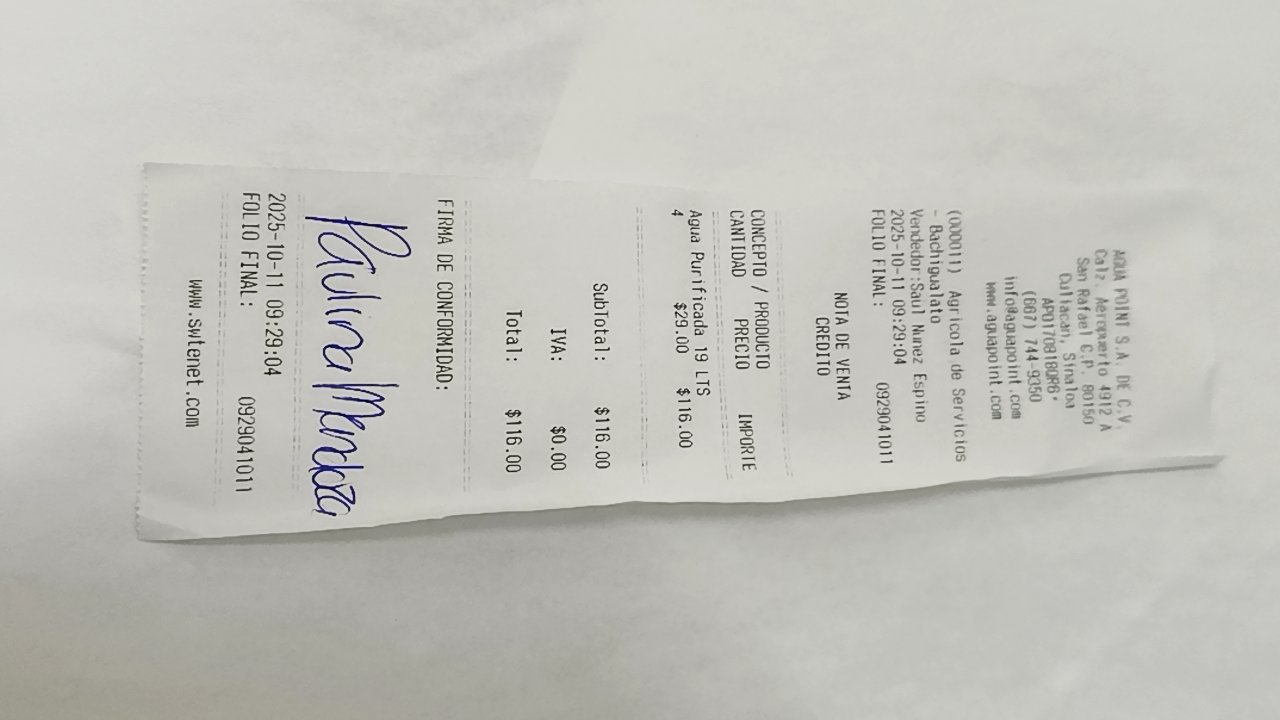 AGUA POINT S.A. DE C.V.
Calz. Aeropuerto 4912 A
San Rafael C.P. 80150
Culiacan, Sinaloa
(667) 744-9350
info@aguapoint.com
www.aguapoint.com
(000011) Agricola de Servicios
- Bachigualato
Vendedor:Saul Nunez Espino
2025-10-11 09:29:04
FOLIO FINAL: 0929041011
NOTA DE VENTA
CREDITO
CONCEPTO / PRODUCTO
CANTIDAD PRECIO IMPORTE
Agua Purificada 19 LTS
4 $29.00 $116.00
SubTotal: $116.00
IVA: $0.00
Total: $116.00
FIRMA DE CONFORMIDAD:
Paulina Mendoza
2025-10-11 09:29:04
FOLIO FINAL: 0929041011
www.swtenet.com